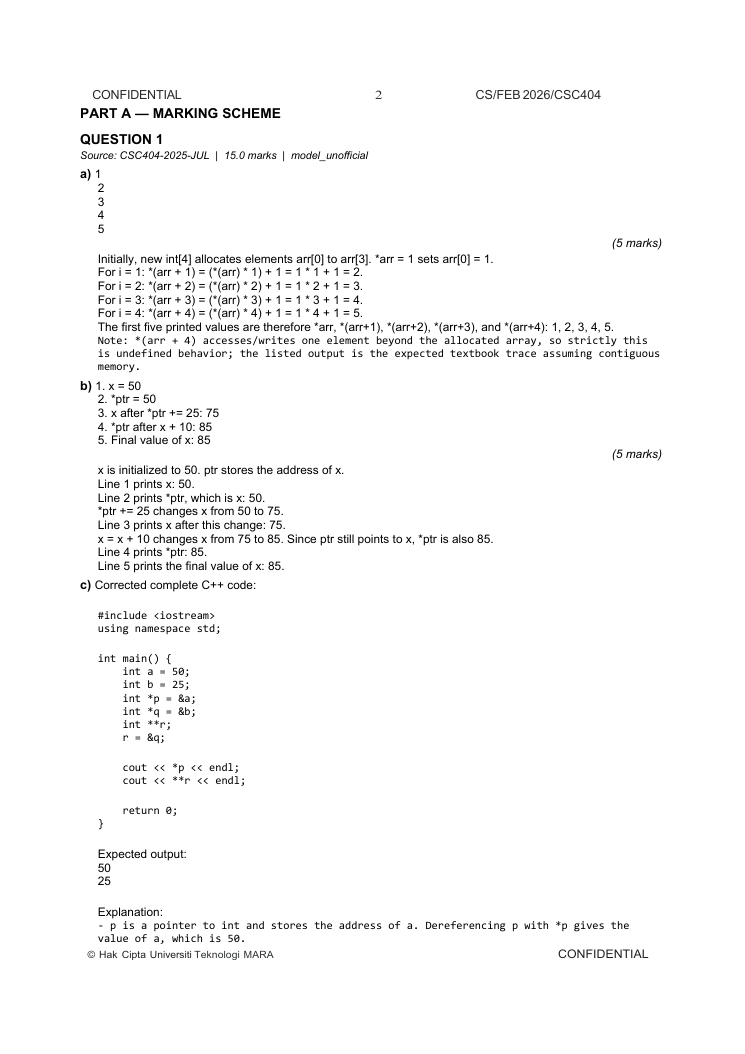 CONFIDENTIAL 2 CS/FEB 2026/CSC404
PART A — MARKING SCHEME
QUESTION 1
Source: CSC404-2025-JUL | 15.0 marks | model_unofficial
a) 1
2
3
4
5
(5 marks)
Initially, new int[4] allocates elements arr[0] to arr[3]. *arr = 1 sets arr[0] = 1.
For i = 1: *(arr + 1) = (*(arr) * 1) + 1 = 1 * 1 + 1 = 2.
For i = 2: *(arr + 2) = (*(arr) * 2) + 1 = 1 * 2 + 1 = 3.
For i = 3: *(arr + 3) = (*(arr) * 3) + 1 = 1 * 3 + 1 = 4.
For i = 4: *(arr + 4) = (*(arr) * 4) + 1 = 1 * 4 + 1 = 5.
The first five printed values are therefore *arr, *(arr+1), *(arr+2), *(arr+3), and *(arr+4): 1, 2, 3, 4, 5.
Note: *(arr + 4) accesses/writes one element beyond the allocated array, so strictly this
is undefined behavior; the listed output is the expected textbook trace assuming contiguous
memory.
b) 1. x = 50
2. *ptr = 50
3. x after *ptr += 25: 75
4. *ptr after x + 10: 85
5. Final value of x: 85
(5 marks)
x is initialized to 50. ptr stores the address of x.
Line 1 prints x: 50.
Line 2 prints *ptr, which is x: 50.
*ptr += 25 changes x from 50 to 75.
Line 3 prints x after this change: 75.
x = x + 10 changes x from 75 to 85. Since ptr still points to x, *ptr is also 85.
Line 4 prints *ptr: 85.
Line 5 prints the final value of x: 85.
c) Corrected complete C++ code:
#include <iostream>
using namespace std;
int main() {
int a = 50;
int b = 25;
int *p = &a;
int *q = &b;
int **r;
r = &q;
cout << *p << endl;
cout << **r << endl;
return 0;
}
Expected output:
50
25
Explanation:
- p is a pointer to int and stores the address of a. Dereferencing p with *p gives the
value of a, which is 50.
© Hak Cipta Universiti Teknologi MARA CONFIDENTIAL